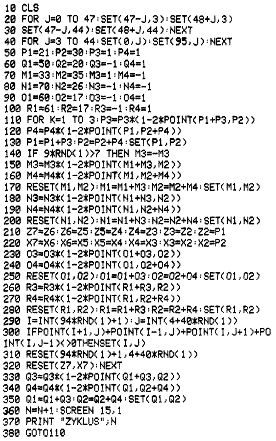 10 CLS
20 FOR J=0 TO 47:SET(47-J,3):SET(48+J,3)
30 SET(47-J,44):SET(48+J,44):NEXT
40 FOR J=3 TO 44:SET(0,J):SET(95,J):NEXT
50 P1=21:P2=30:P3=1:P4=1
60 Q1=50:Q2=20:Q3=-1:Q4=1
70 M1=33:M2=35:M3=1:M4=-1
80 N1=70:N2=26:N3=-1:N4=-1
90 O1=60:O2=17:O3=-1:O4=1
100 R1=61:R2=17:R3=-1:R4=1
110 FOR K=1 TO 3:P3=P3*(1-2*POINT(P1+P3,P2))
120 P4=P4*(1-2*POINT(P1,P2+P4))
130 P1=P1+P3:P2=P2+P4:SET(P1,P2)
140 IF 9*RND(1)>7 THEN M3=-M3
150 M3=M3*(1-2*POINT(M1+M3,M2))
160 M4=M4*(1-2*POINT(M1,M2+M4))
170 RESET(M1,M2):M1=M1+M3:M2=M2+M4:SET(M1,M2)
180 N3=N3*(1-2*POINT(N1+N3,N2))
190 N4=N4*(1-2*POINT(N1,N2+N4))
200 RESET(N1,N2):N1=N1+N3:N2=N2+N4:SET(N1,N2)
210 Z7=Z6:Z6=Z5:Z5=Z4:Z4=Z3:Z3=Z2:Z2=P1
220 X7=X6:X6=X5:X5=X4:X4=X3:X3=X2:X2=P2
230 O3=O3*(1-2*POINT(O1+O3,O2))
240 O4=O4*(1-2*POINT(O1,O2+O4))
250 RESET(O1,O2):O1=O1+O3:O2=O2+O4:SET(O1,O2)
260 R3=R3*(1-2*POINT(R1+R3,R2))
270 R4=R4*(1-2*POINT(R1,R2+R4))
280 RESET(R1,R2):R1=R1+R3:R2=R2+R4:SET(R1,R2)
290 I=INT(94*RND(1)+1):J=INT(4+40*RND(1))
300 IFPOINT(I+1,J)+POINT(I-1,J)+POINT(I,J+1)+PO
INT(I,J-1)<>0THENSET(I,J)
310 RESET(94*RND(1)+1,4+40*RND(1))
320 RESET(Z7,X7):NEXT
330 Q3=Q3*(1-2*POINT(Q1+Q3,Q2))
340 Q4=Q4*(1-2*POINT(Q1,Q2+Q4))
350 Q1=Q1+Q3:Q2=Q2+Q4:SET(Q1,Q2)
360 N=N+1:SCREEN 15,1
370 PRINT "ZYKLUS";N
380 GOTO110